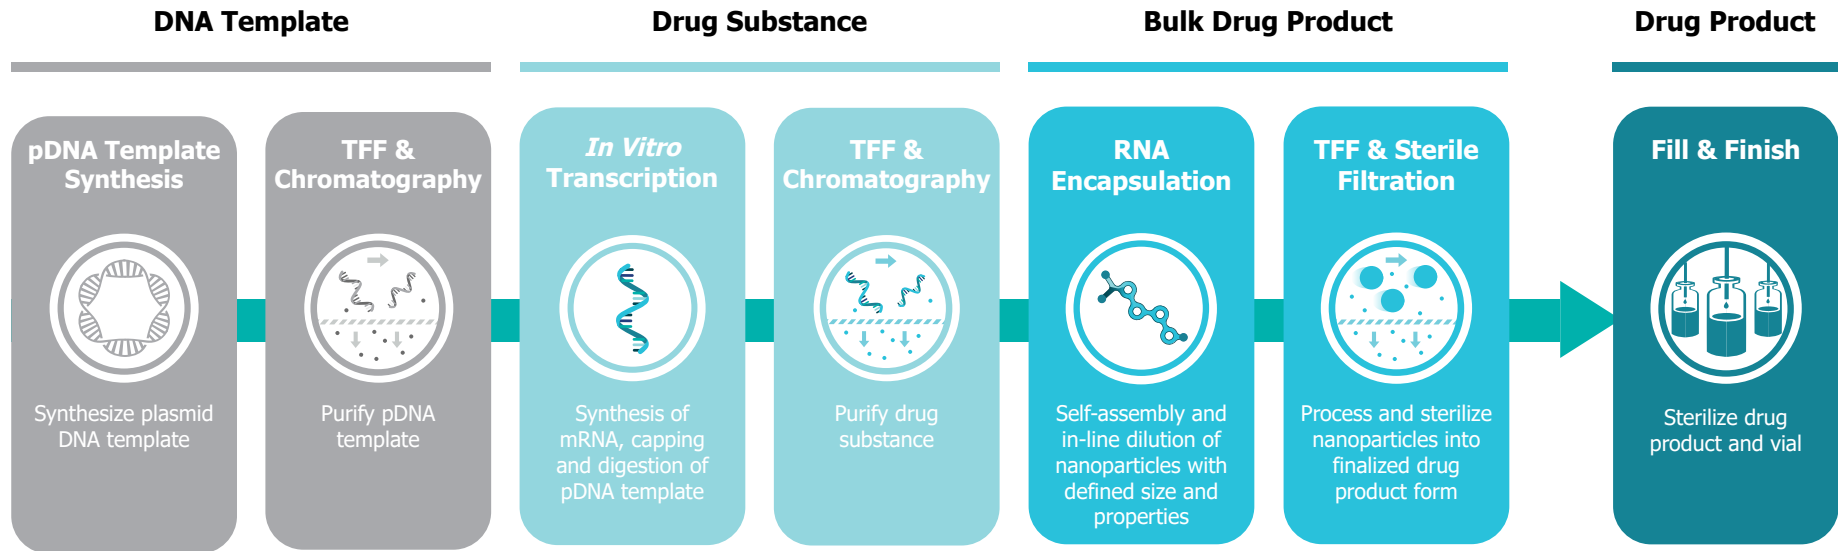 DNA Template
Drug Substance
Bulk Drug Product
Drug Product
pDNA Template
Synthesis
Synthesize plasmid
DNA template
TFF &
Chromatography
Purify pDNA
template
In Vitro
Transcription
Synthesis of
mRNA, capping
and digestion of
pDNA template
TFF &
Chromatography
Purify drug
substance
RNA
Encapsulation
Self-assembly and
in-line dilution of
nanoparticles with
defined size and
properties
TFF & Sterile
Filtration
Process and sterilize
nanoparticles into
finalized drug
product form
Fill & Finish
Sterilize drug
product and vial